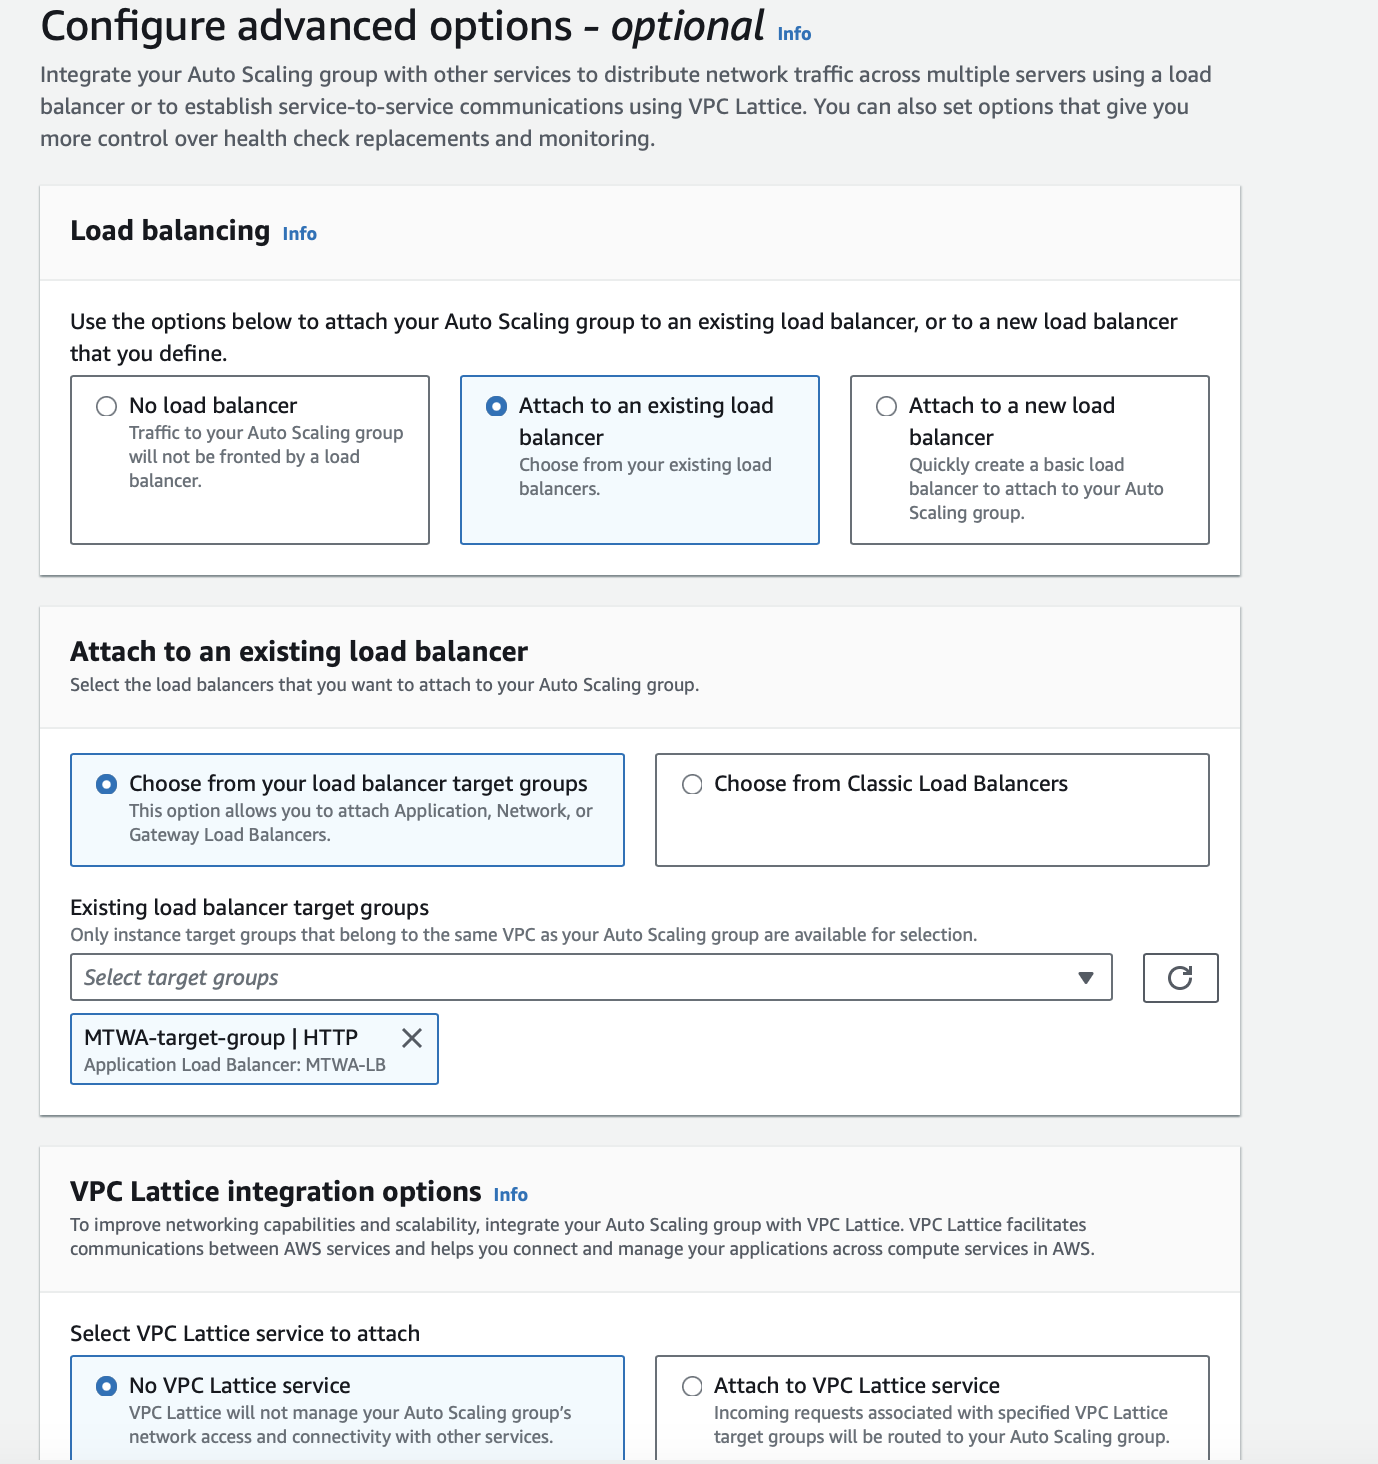 Configure advanced options - optional Info
Integrate your Auto Scaling group with other services to distribute network traffic across multiple servers using a load
balancer or to establish service-to-service communications using VPC Lattice. You can also set options that give you
more control over health check replacements and monitoring.
Load balancing Info
Use the options below to attach your Auto Scaling group to an existing load balancer, or to a new load balancer
that you define.
No load balancer
Traffic to your Auto Scaling group
will not be fronted by a load
balancer.
Attach to an existing load
balancer
Choose from your existing load
balancers.
Attach to a new load
balancer
Quickly create a basic load
balancer to attach to your Auto
Scaling group.
Attach to an existing load balancer
Select the load balancers that you want to attach to your Auto Scaling group.
Choose from your load balancer target groups
This option allows you to attach Application, Network, or
Gateway Load Balancers.
Choose from Classic Load Balancers
Existing load balancer target groups
Only instance target groups that belong to the same VPC as your Auto Scaling group are available for selection.
Select target groups
MTWA-target-group | HTTP
Application Load Balancer: MTWA-LB
VPC Lattice integration options Info
To improve networking capabilities and scalability, integrate your Auto Scaling group with VPC Lattice. VPC Lattice facilitates
communications between AWS services and helps you connect and manage your applications across compute services in AWS.
Select VPC Lattice service to attach
No VPC Lattice service
VPC Lattice will not manage your Auto Scaling group's
network access and connectivity with other services.
Attach to VPC Lattice service
Incoming requests associated with specified VPC Lattice
target groups will be routed to your Auto Scaling group.